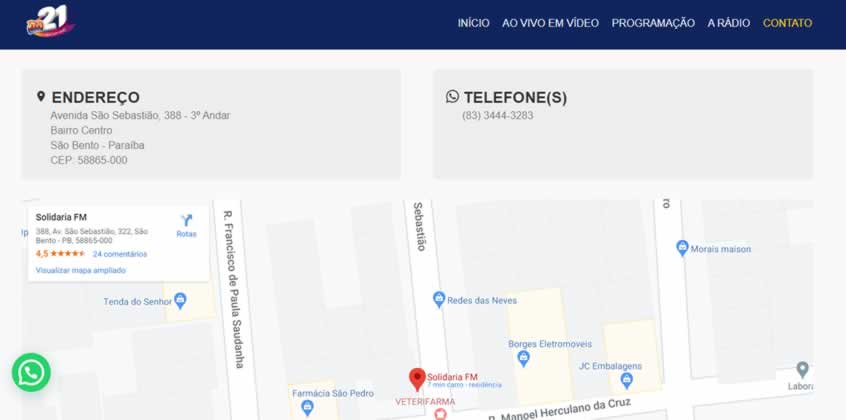 FM 21
INÍCIO AO VIVO EM VÍDEO PROGRAMAÇÃO A RÁDIO CONTATO
ENDEREÇO
Avenida São Sebastião, 388 - 3º Andar
Bairro Centro
São Bento - Paraíba
CEP: 58865-000
TELEFONE(S)
(83) 3444-3283
Solidaria FM
388, Av. São Sebastião, 322, São
Bento - PB, 58865-000
4,5 24 comentários
Visualizar mapa ampliado
Rotas
R. Francisco de Paula Saudanha
Sebastião
ro
Morais maison
Tenda do Senhor
Redes das Neves
Borges Eletromoveis
JC Embalagens
Solidaria FM
7 min carro - residência
VETERIFARMA
Farmácia São Pedro
Labora
R. Manoel Herculano da Cruz